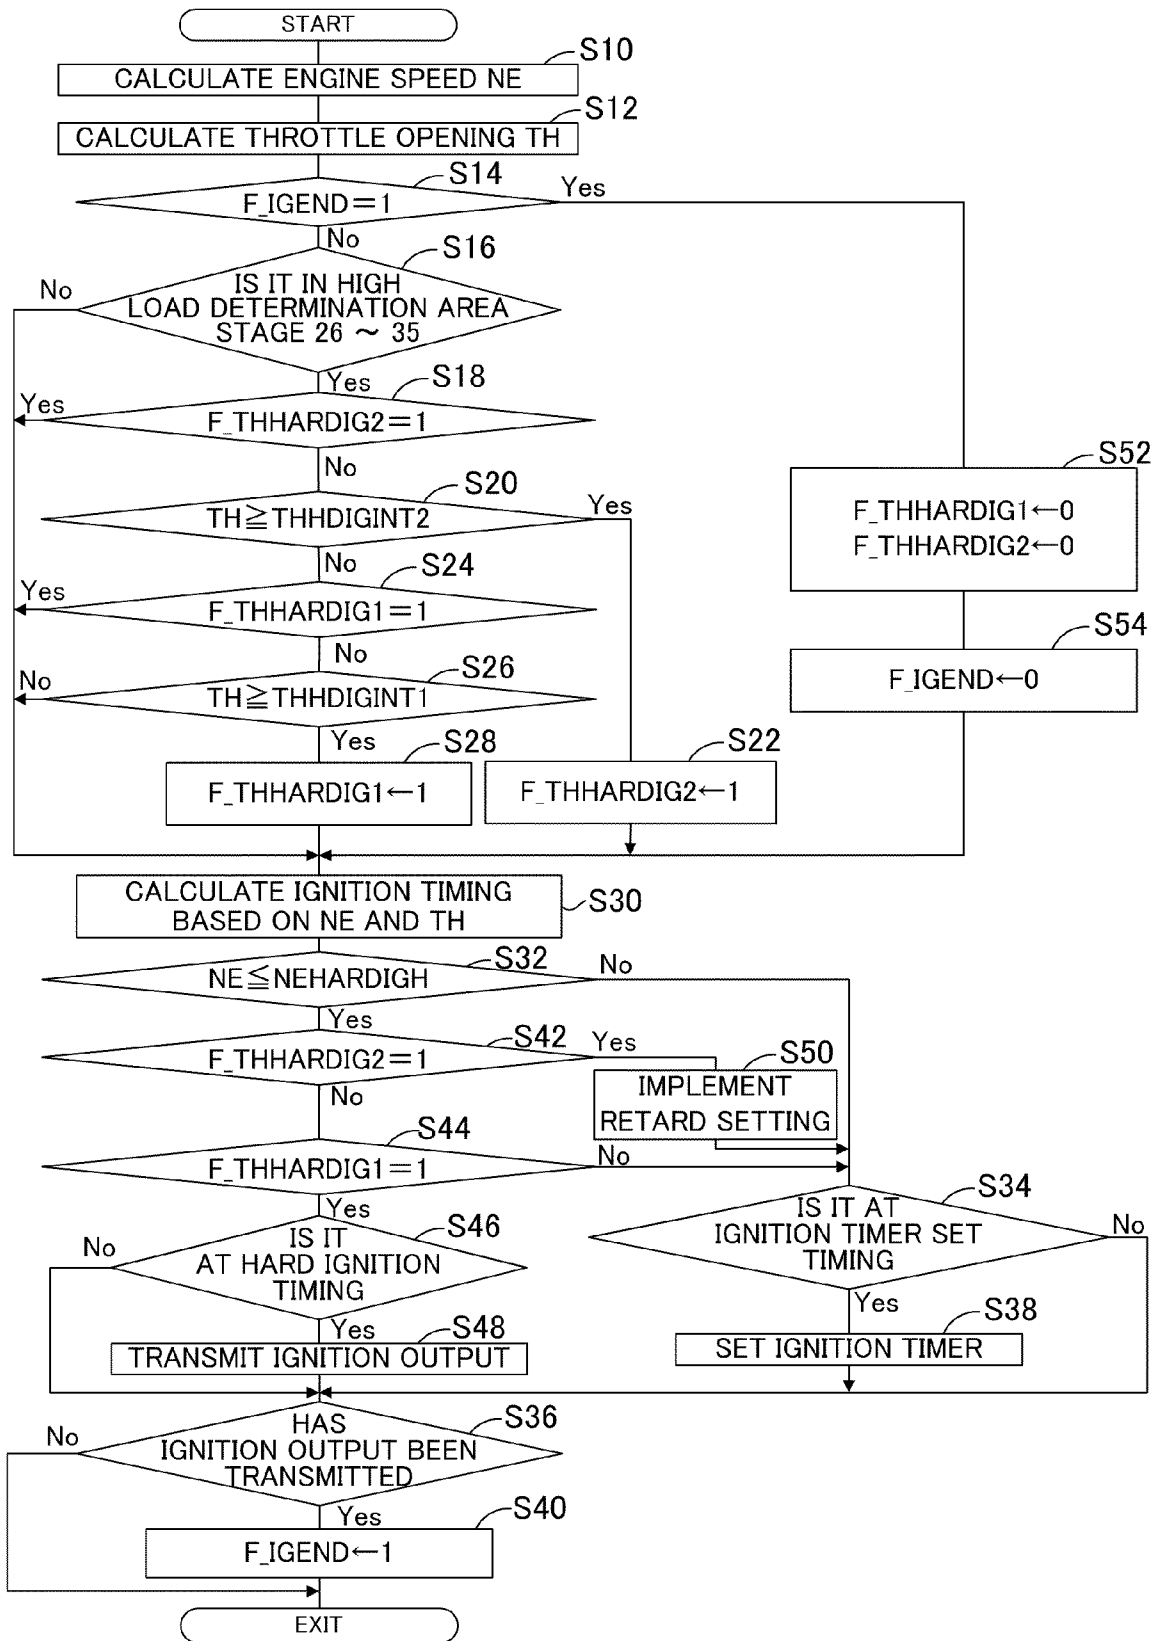 START
S10
CALCULATE ENGINE SPEED NE
S12
CALCULATE THROTTLE OPENING TH
S14
Yes
F_IGEND=1
No
S16
No
IS IT IN HIGH
LOAD DETERMINATION AREA
STAGE 26 ~ 35
Yes
S18
Yes
F_THHARDIG2=1
No
S20
Yes
TH≧THHDIGINT2
No
S24
Yes
F_THHARDIG1=1
No
S26
No
TH≧THHDIGINT1
Yes
S28
F_THHARDIG1←1
S22
F_THHARDIG2←1
S52
F_THHARDIG1←0
F_THHARDIG2←0
S54
F_IGEND←0
CALCULATE IGNITION TIMING
BASED ON NE AND TH
S30
S32
No
NE≦NEHARDIGH
Yes
S42
Yes
F_THHARDIG2=1
No
S50
IMPLEMENT
RETARD SETTING
S44
No
F_THHARDIG1=1
Yes
S46
No
IS IT
AT HARD IGNITION
TIMING
Yes
S48
TRANSMIT IGNITION OUTPUT
S34
No
IS IT AT
IGNITION TIMER SET
TIMING
Yes
S38
SET IGNITION TIMER
S36
No
HAS
IGNITION OUTPUT BEEN
TRANSMITTED
Yes
S40
F_IGEND←1
EXIT